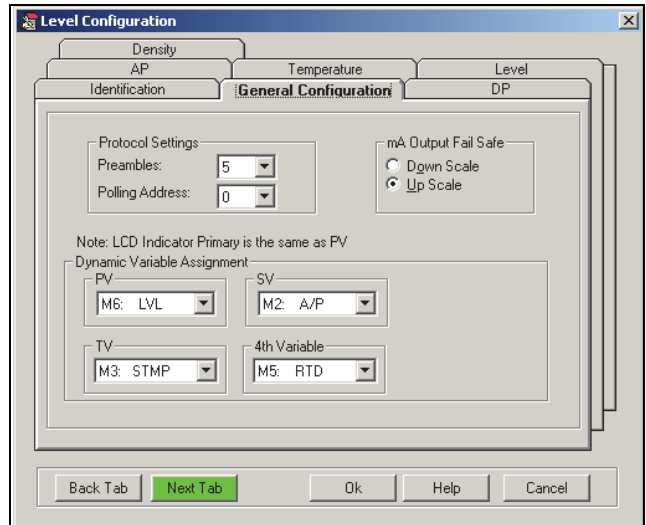 Level Configuration
Density
AP Temperature Level
Identification General Configuration DP
Protocol Settings mA Output Fail Safe
Preambles: 5 Down Scale
Polling Address: 0 Up Scale
Note: LCD Indicator Primary is the same as PV
Dynamic Variable Assignment
PV SV
M6: LVL M2: A/P
TV 4th Variable
M3: STMP M5: RTD
Back Tab Next Tab Ok Help Cancel